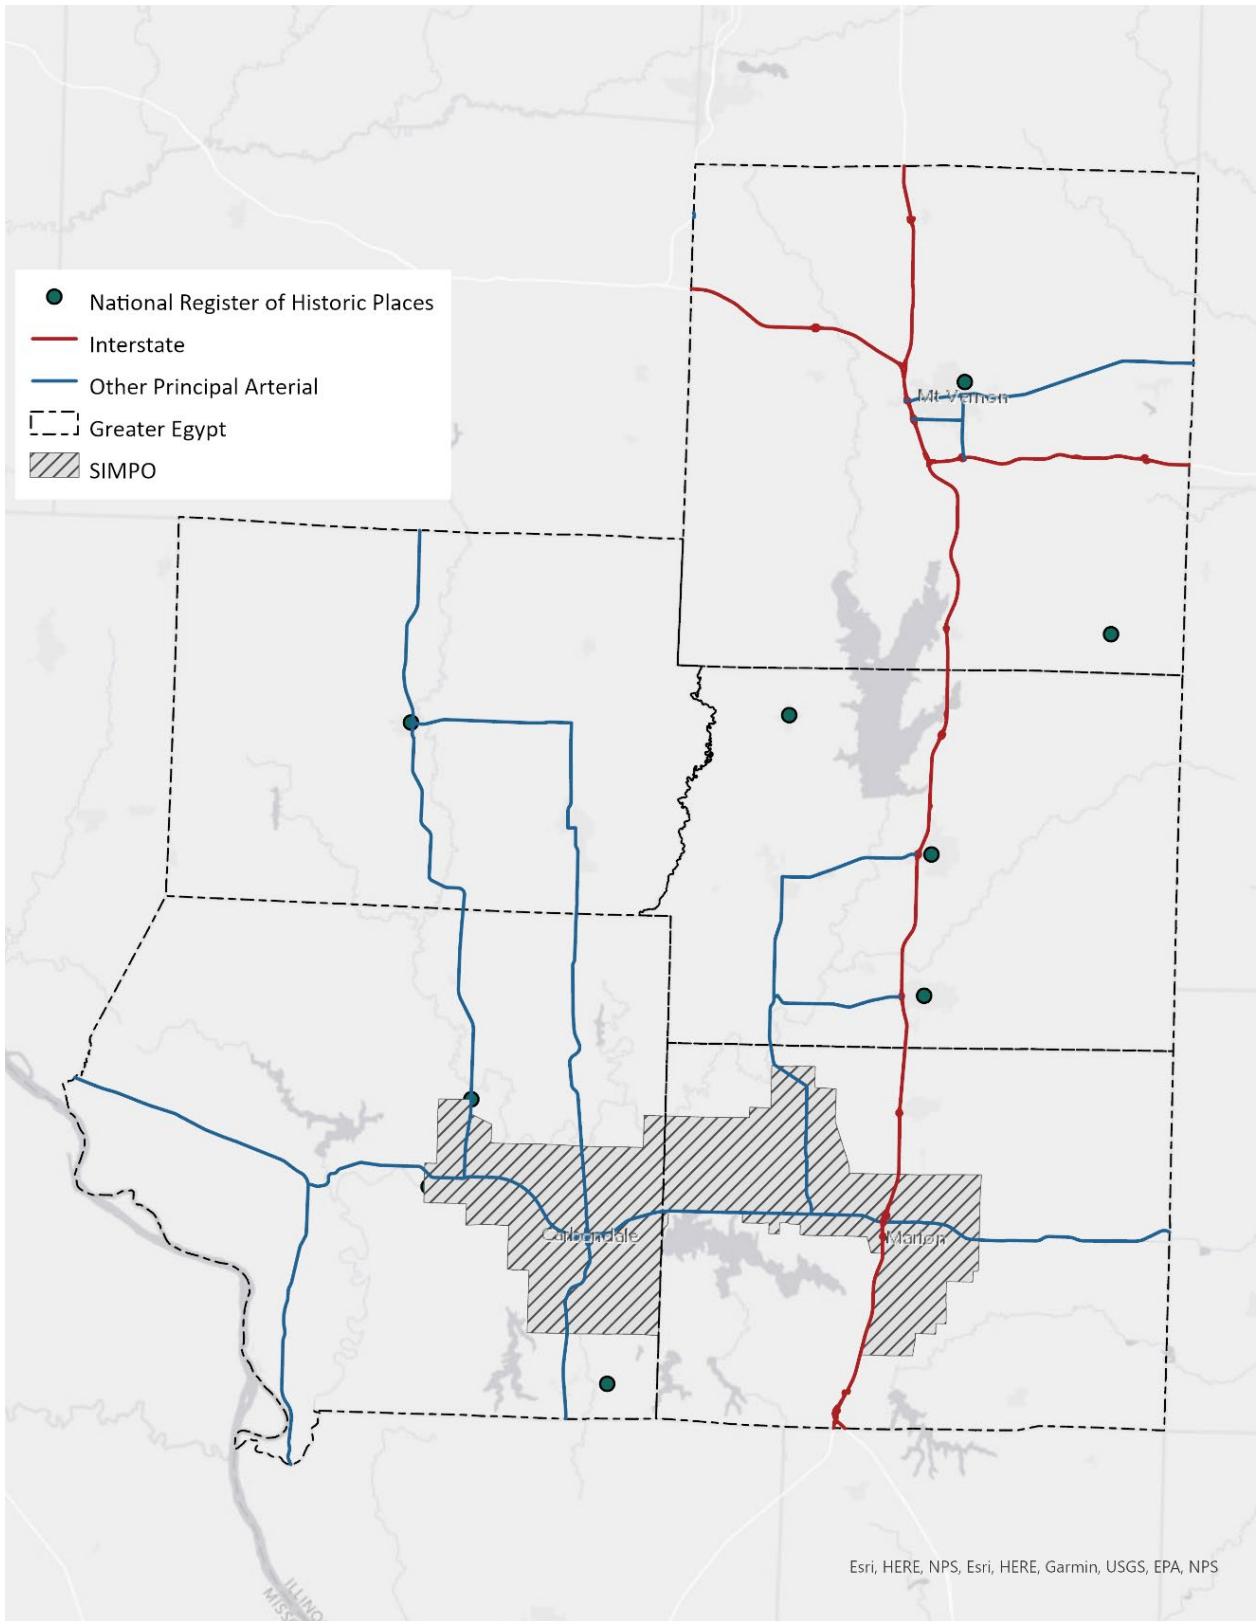 National Register of Historic Places
Interstate
Other Principal Arterial
Greater Egypt
SIMPO
Mt Vernon
Carbondale
Marion
Esri, HERE, NPS, Esri, HERE, Garmin, USGS, EPA, NPS